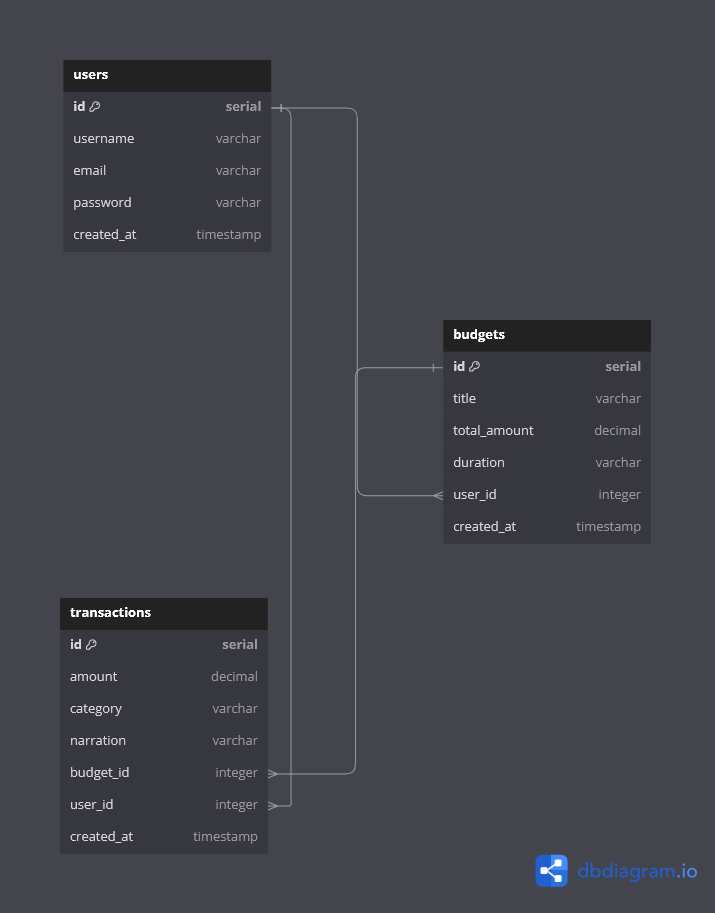 users
id serial
username varchar
email varchar
password varchar
created_at timestamp
budgets
id serial
title varchar
total_amount decimal
duration varchar
user_id integer
created_at timestamp
transactions
id serial
amount decimal
category varchar
narration varchar
budget_id integer
user_id integer
created_at timestamp
dbdiagram.io